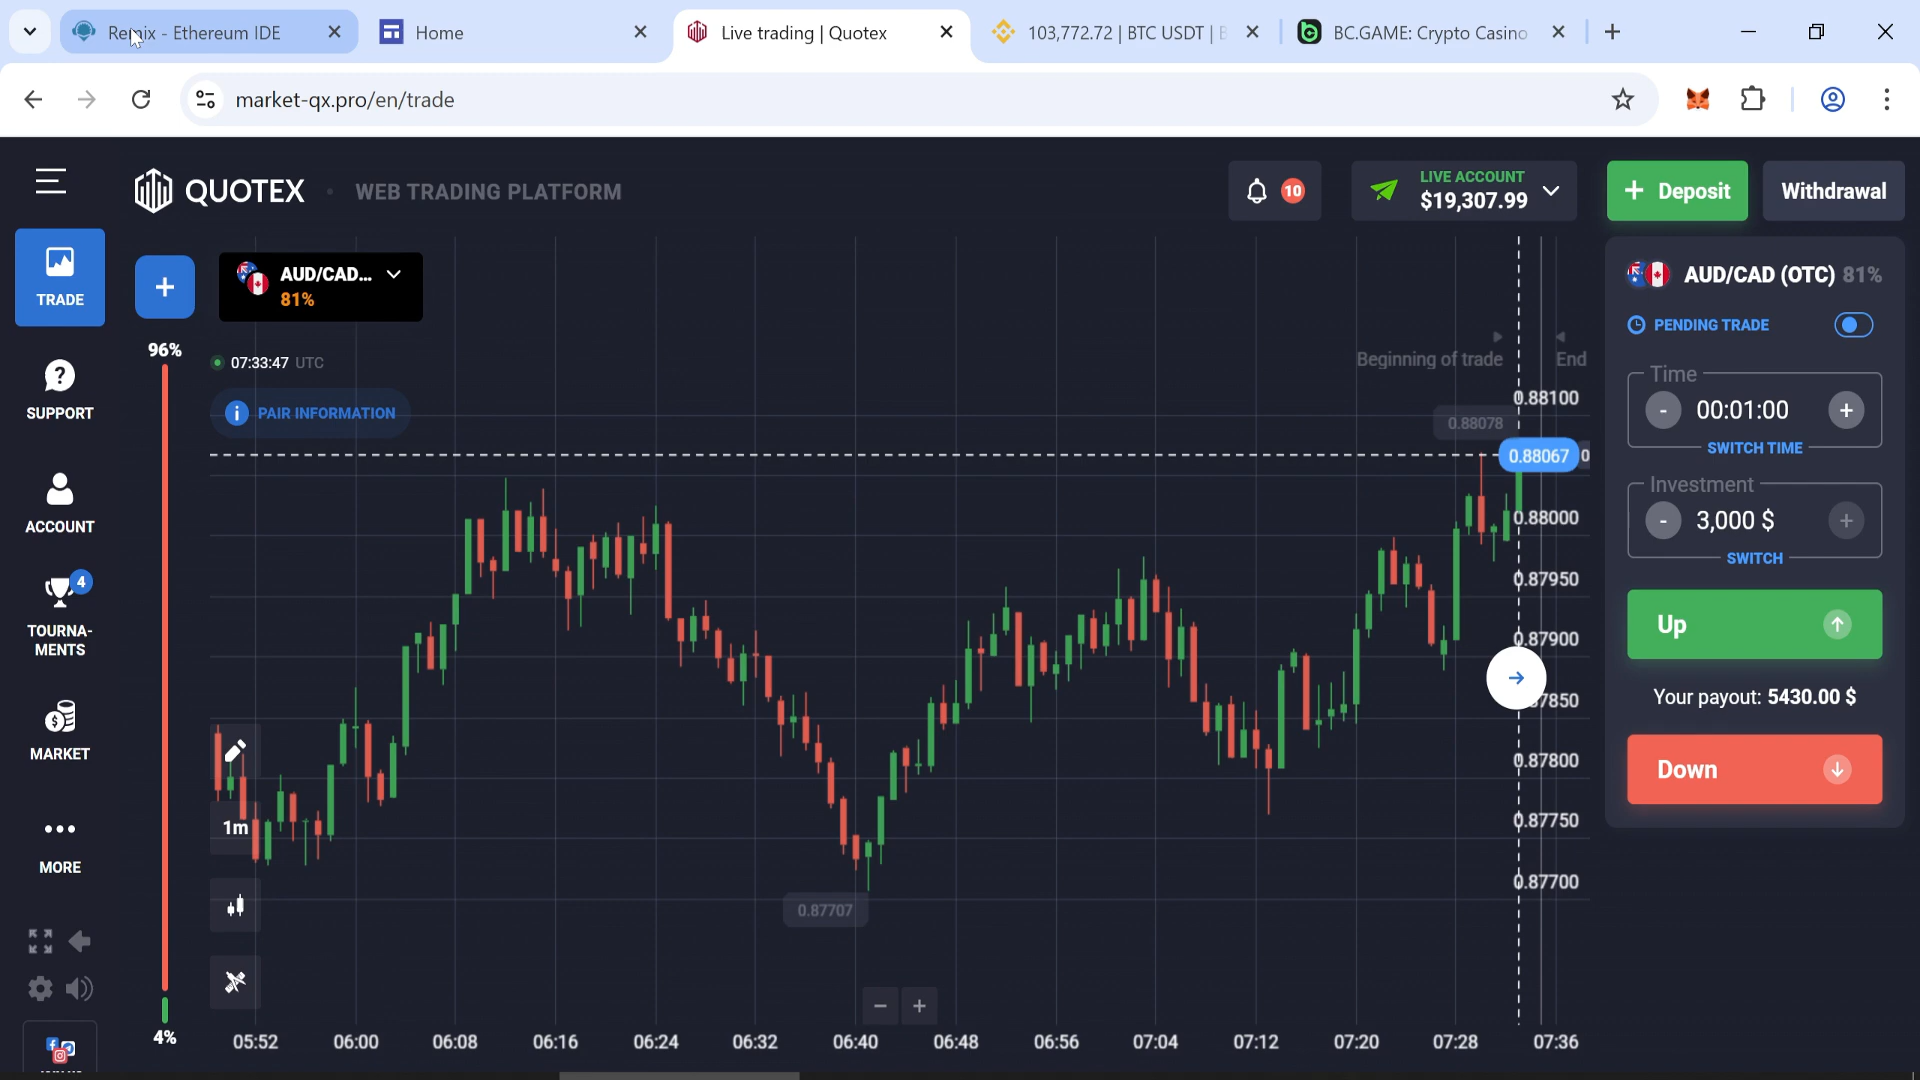 Remix - Ethereum IDE
Home
Live trading | Quotex
103,772.72 | BTC USDT |
BC.GAME: Crypto Casino
market-qx.pro/en/trade
QUOTEX
WEB TRADING PLATFORM
10
LIVE ACCOUNT
$19,307.99
+ Deposit
Withdrawal
TRADE
SUPPORT
ACCOUNT
4
TOURNA-
MENTS
MARKET
MORE
+
AUD/CAD...
81%
96%
07:33:47 UTC
PAIR INFORMATION
Beginning of trade
End
0.88078
0.88067
0.88100
0.88000
0.87950
0.87900
0.87850
0.87800
0.87750
0.87700
0.87707
1m
4%
05:52
06:00
06:08
06:16
06:24
06:32
06:40
06:48
06:56
07:04
07:12
07:20
07:28
07:36
AUD/CAD (OTC) 81%
PENDING TRADE
Time
- 00:01:00 +
SWITCH TIME
Investment
- 3,000 $ +
SWITCH
Up
Your payout: 5430.00 $
Down